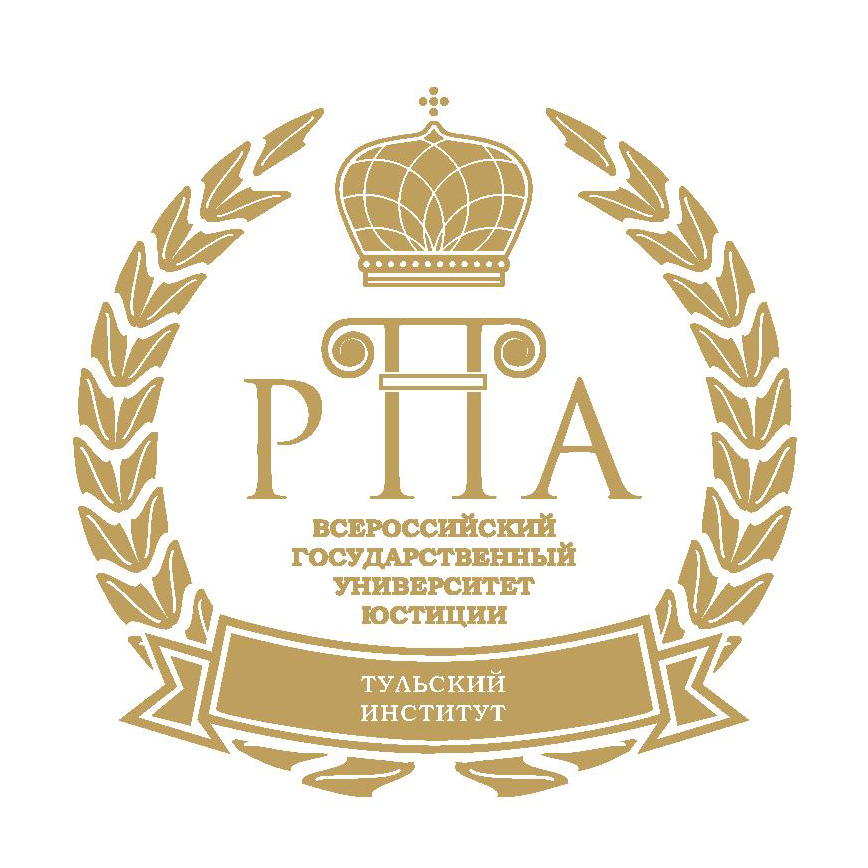 РПА
ВСЕРОССИЙСКИЙ
ГОСУДАРСТВЕННЫЙ
УНИВЕРСИТЕТ
ЮСТИЦИИ
ТУЛЬСКИЙ
ИНСТИТУТ